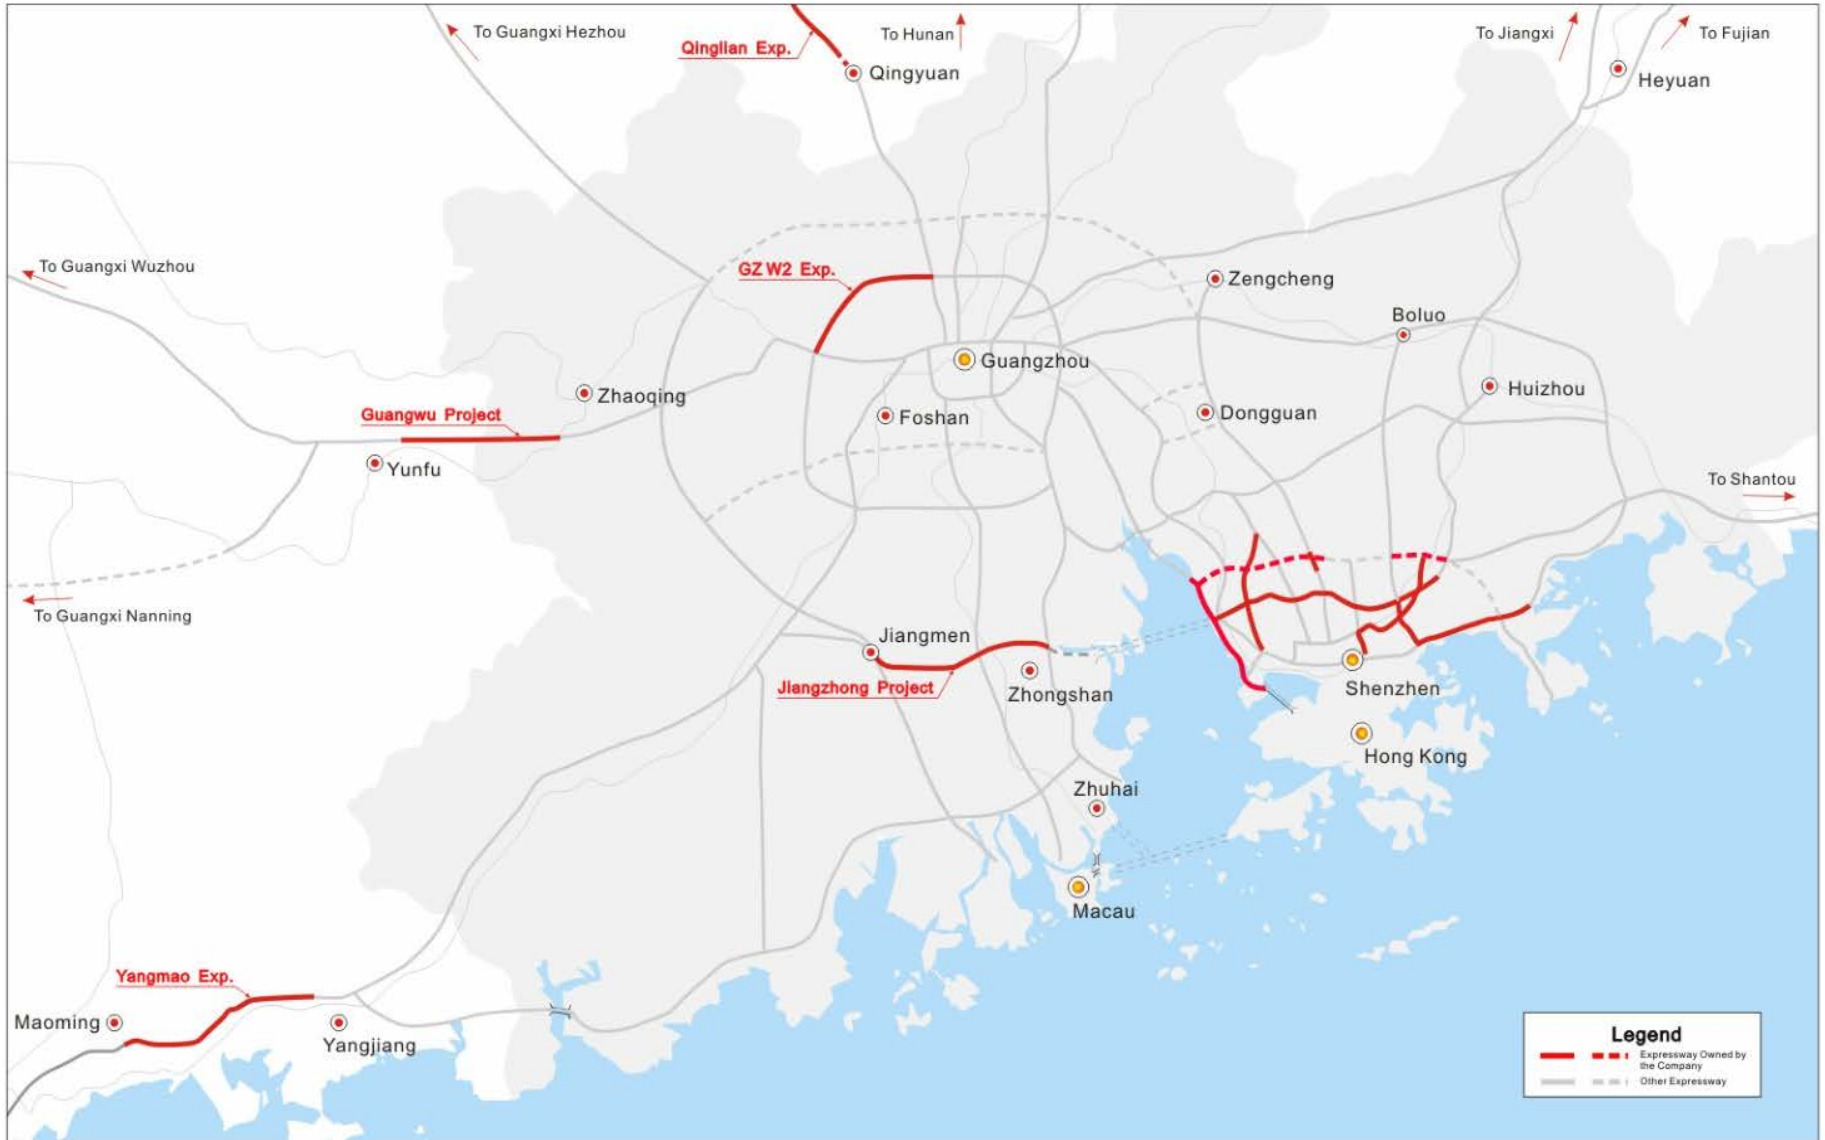 To Guangxi Hezhou
Qinglian Exp.
To Hunan
To Jiangxi
To Fujian
Qingyuan
Heyuan
To Guangxi Wuzhou
GZ W2 Exp.
Zengcheng
Boluo
Guangzhou
Zhaoqing
Huizhou
Guangwu Project
Foshan
Dongguan
Yunfu
To Shantou
To Guangxi Nanning
Jiangmen
Jiangzhong Project
Zhongshan
Shenzhen
Hong Kong
Zhuhai
Macau
Yangmao Exp.
Maoming
Yangjiang
Legend
Expressway Owned by
the Company
Other Expressway